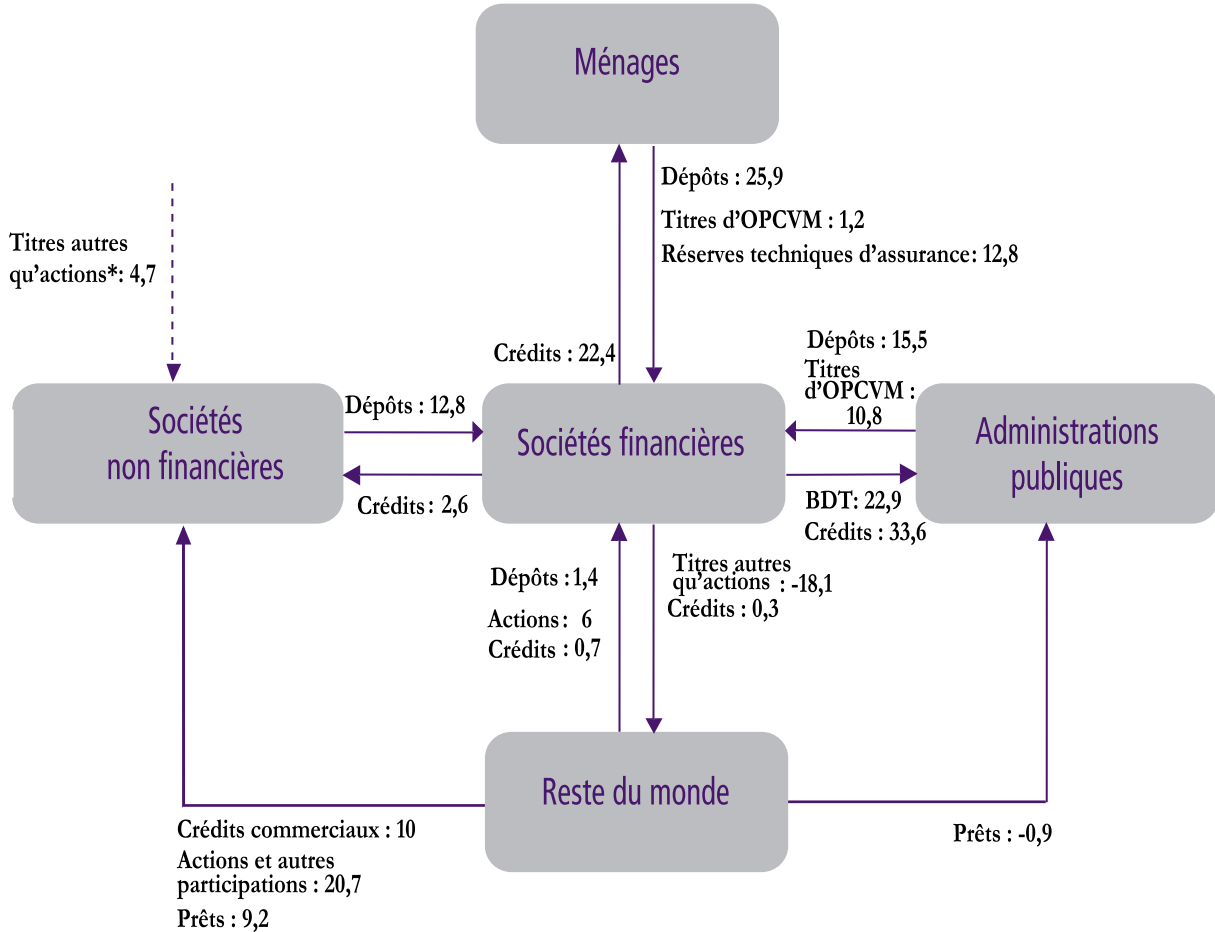 Ménages
Dépôts : 25,9
Titres d'OPCVM : 1,2
Réserves techniques d'assurance: 12,8
Titres autres
qu'actions*: 4,7
Crédits : 22,4
Dépôts : 15,5
Titres
d'OPCVM :
10,8
Sociétés
non financières
Dépôts : 12,8
Crédits : 2,6
Sociétés financières
Administrations
publiques
BDT: 22,9
Crédits : 33,6
Dépôts : 1,4
Actions : 6
Crédits : 0,7
Titres autres
qu'actions : -18,1
Crédits : 0,3
Reste du monde
Crédits commerciaux : 10
Actions et autres
participations : 20,7
Prêts : 9,2
Prêts : -0,9